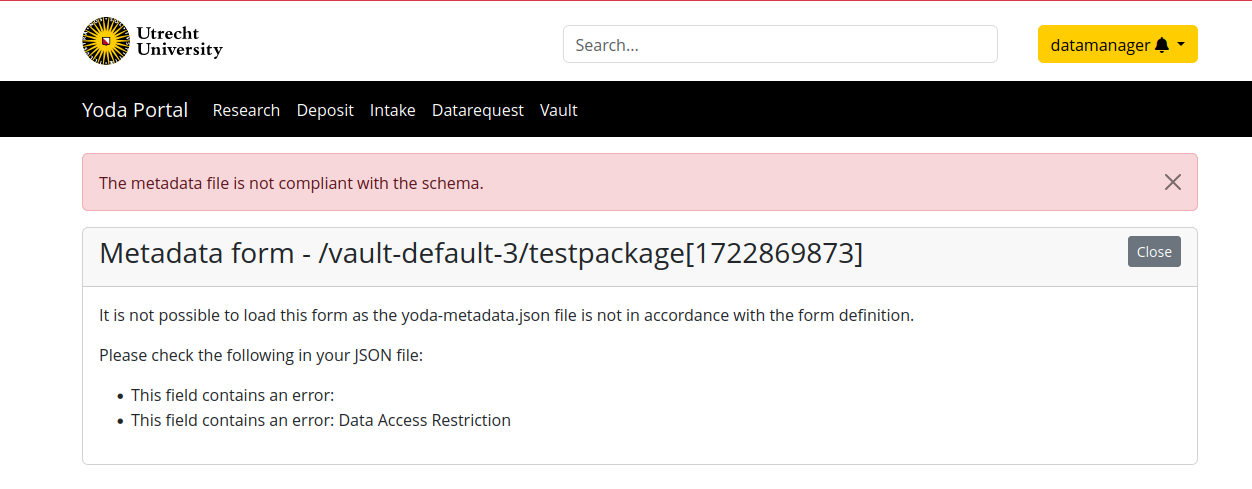 Utrecht
University
Search...
datamanager
Yoda Portal Research Deposit Intake Datarequest Vault
The metadata file is not compliant with the schema.
Metadata form - /vault-default-3/testpackage[1722869873]
Close
It is not possible to load this form as the yoda-metadata.json file is not in accordance with the form definition.
Please check the following in your JSON file:
• This field contains an error:
• This field contains an error: Data Access Restriction